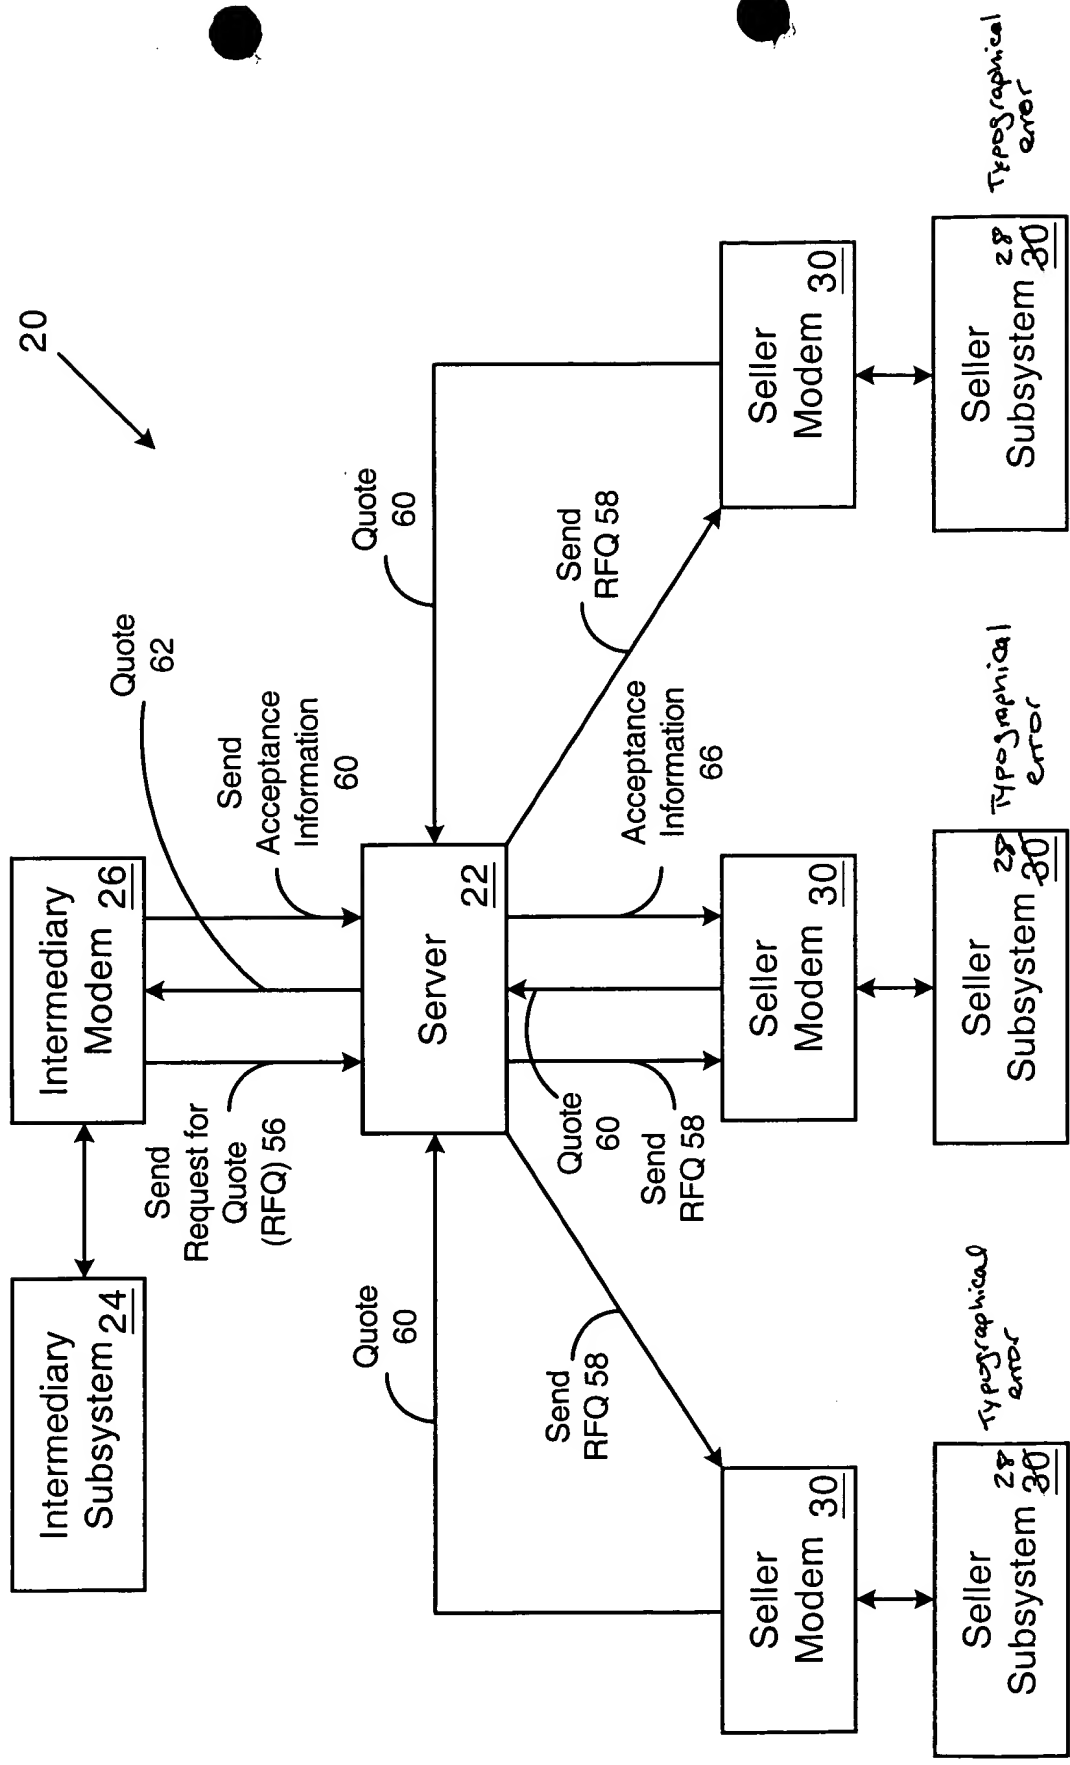 20
Intermediary
Subsystem 24
Intermediary
Modem 26
Send
Request for
Quote
(RFQ) 56
Quote
62
Send
Acceptance
Information
60
Server
22
Quote
60
Quote
60
Send
RFQ 58
Send
RFQ 58
Quote
60
Acceptance
Information
66
Send
RFQ 58
Seller
Modem 30
Seller
Modem 30
Seller
Modem 30
Seller
Subsystem 30
28
Typographical
error
Seller
Subsystem 30
28
Typographical
error
Seller
Subsystem 30
28
Typographical
error